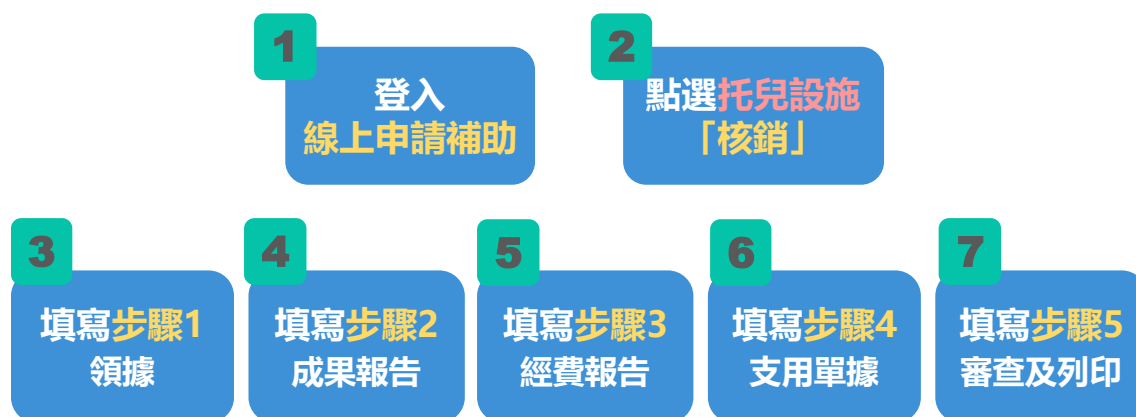 1
登入
線上申請補助
2
點選托兒設施
「核銷」
3
填寫步驟1
領據
4
填寫步驟2
成果報告
5
填寫步驟3
經費報告
6
填寫步驟4
支用單據
7
填寫步驟5
審查及列印